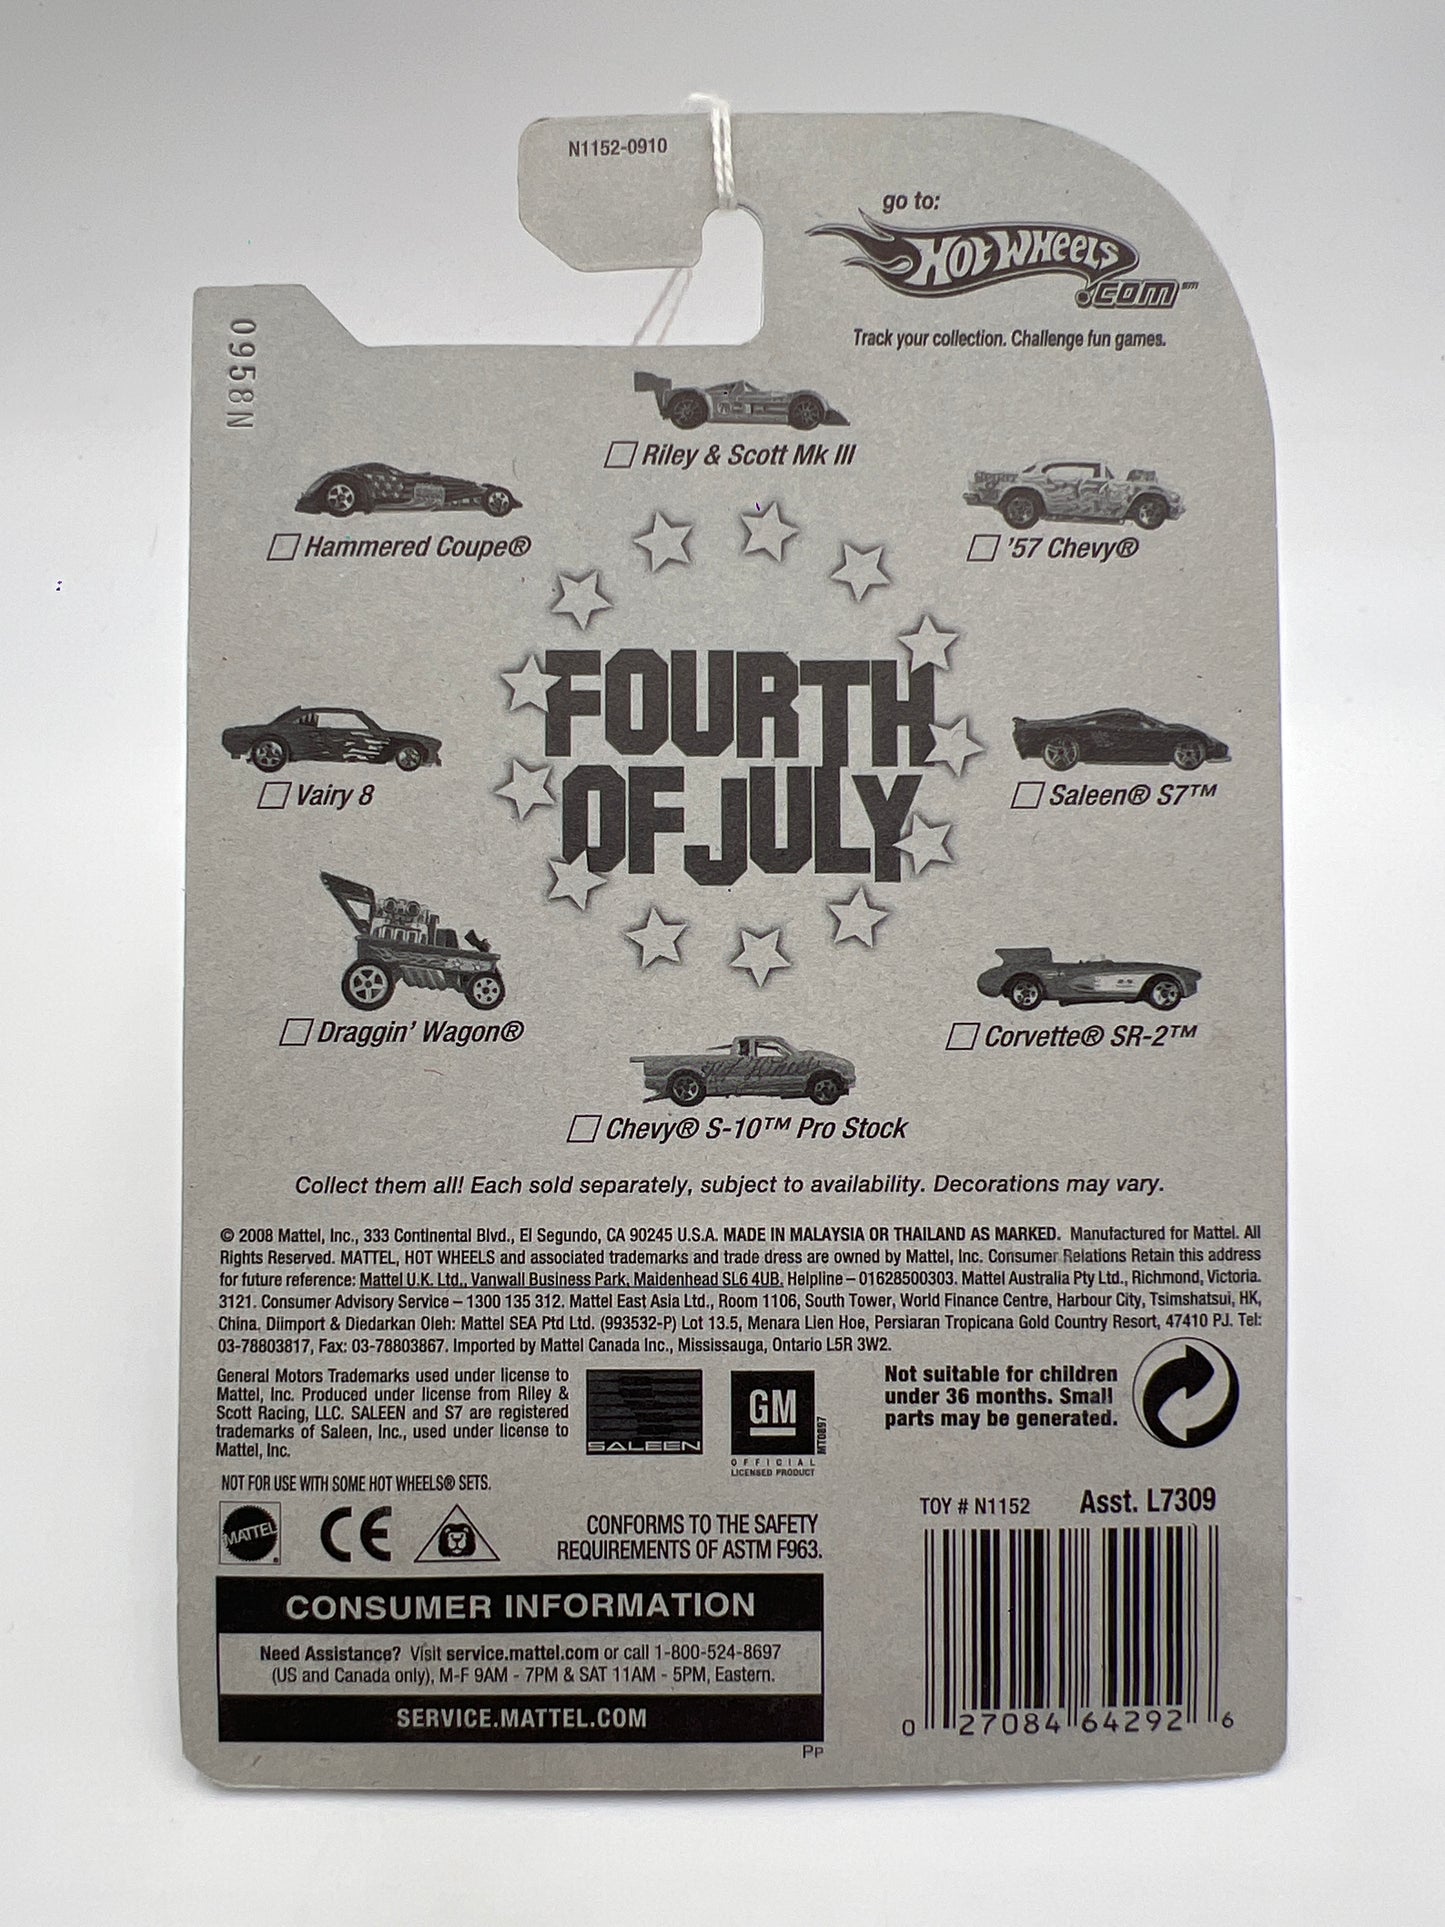 N1152-0910
go to:
Hot Wheels
.com℠
Track your collection. Challenge fun games.
0958N
Riley & Scott Mk III
Hammered Coupe®
'57 Chevy®
FOURTH
OF JULY
Vairy 8
Saleen® S7™
Draggin' Wagon®
Corvette® SR-2™
Hot Wheels
Chevy® S-10™ Pro Stock
Collect them all! Each sold separately, subject to availability. Decorations may vary.
© 2008 Mattel, Inc., 333 Continental Blvd., El Segundo, CA 90245 U.S.A. MADE IN MALAYSIA OR THAILAND AS MARKED. Manufactured for Mattel. All
Rights Reserved. MATTEL, HOT WHEELS and associated trademarks and trade dress are owned by Mattel, Inc. Consumer Relations Retain this address
for future reference: Mattel U.K. Ltd., Vanwall Business Park, Maidenhead SL6 4UB. Helpline – 01628500303. Mattel Australia Pty Ltd., Richmond, Victoria.
3121. Consumer Advisory Service – 1300 135 312. Mattel East Asia Ltd., Room 1106, South Tower, World Finance Centre, Harbour City, Tsimshatsui, HK,
China. Diimport & Diedarkan Oleh: Mattel SEA Ptd Ltd. (993532-P) Lot 13.5, Menara Lien Hoe, Persiaran Tropicana Gold Country Resort, 47410 PJ. Tel:
03-78803817, Fax: 03-78803867. Imported by Mattel Canada Inc., Mississauga, Ontario L5R 3W2.
General Motors Trademarks used under license to
Mattel, Inc. Produced under license from Riley &
Scott Racing, LLC. SALEEN and S7 are registered
trademarks of Saleen, Inc., used under license to
Mattel, Inc.
SALEEN
GM
OFFICIAL
LICENSED PRODUCT
MT0897
Not suitable for children
under 36 months. Small
parts may be generated.
NOT FOR USE WITH SOME HOT WHEELS® SETS.
MATTEL
CE
CONFORMS TO THE SAFETY
REQUIREMENTS OF ASTM F963.
TOY # N1152 Asst. L7309
CONSUMER INFORMATION
Need Assistance? Visit service.mattel.com or call 1-800-524-8697
(US and Canada only), M-F 9AM - 7PM & SAT 11AM - 5PM, Eastern.
SERVICE.MATTEL.COM
PP
0 27084 64292 6